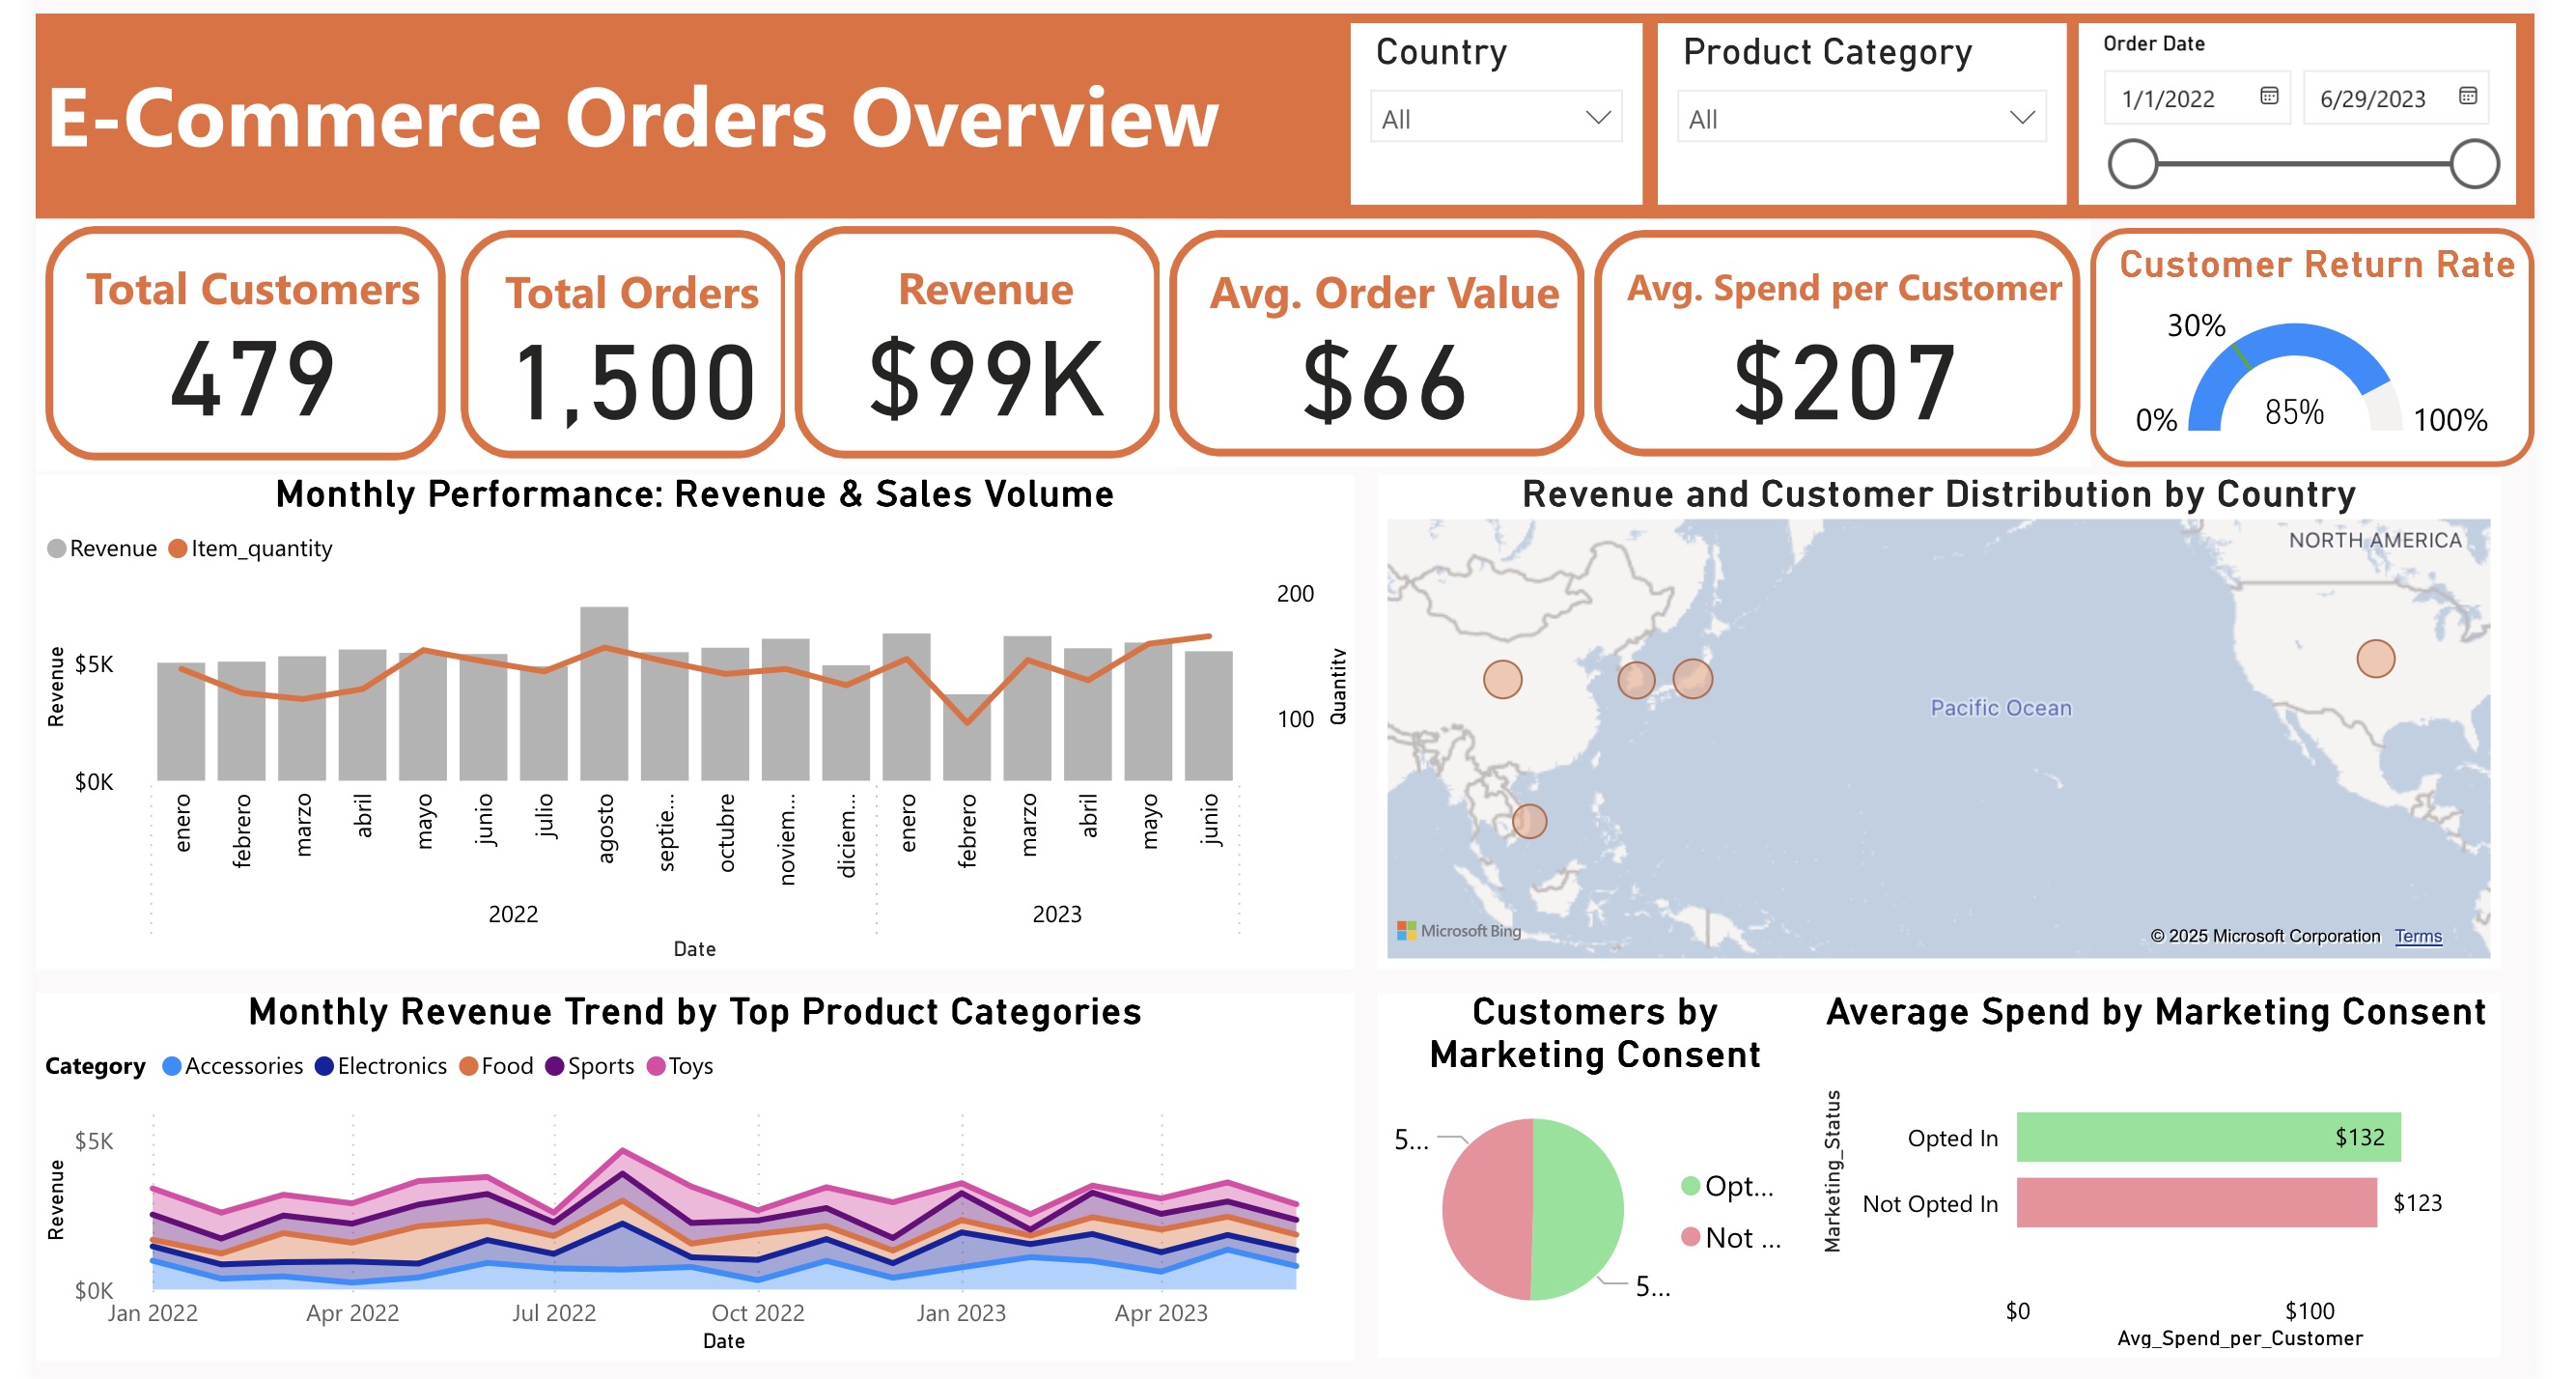 E-Commerce Orders Overview
Country
All
Product Category
All
Order Date
1/1/2022
6/29/2023
Total Customers
479
Total Orders
1,500
Revenue
$99K
Avg. Order Value
$66
Avg. Spend per Customer
$207
Customer Return Rate
30%
0%
85%
100%
Monthly Performance: Revenue & Sales Volume
Revenue Item_quantity
200
$5K
100
$0K
Revenue
Quantity
enero
febrero
marzo
abril
mayo
junio
julio
agosto
septie...
octubre
noviem...
diciem...
enero
febrero
marzo
abril
mayo
junio
2022
2023
Date
Revenue and Customer Distribution by Country
NORTH AMERICA
Pacific Ocean
Microsoft Bing
© 2025 Microsoft Corporation Terms
Monthly Revenue Trend by Top Product Categories
Category Accessories Electronics Food Sports Toys
$5K
Revenue
$0K
Jan 2022
Apr 2022
Jul 2022
Oct 2022
Jan 2023
Apr 2023
Date
Customers by
Marketing Consent
5...
5...
Opt...
Not ...
Average Spend by Marketing Consent
Marketing_Status
Opted In
$132
Not Opted In
$123
$0
$100
Avg_Spend_per_Customer